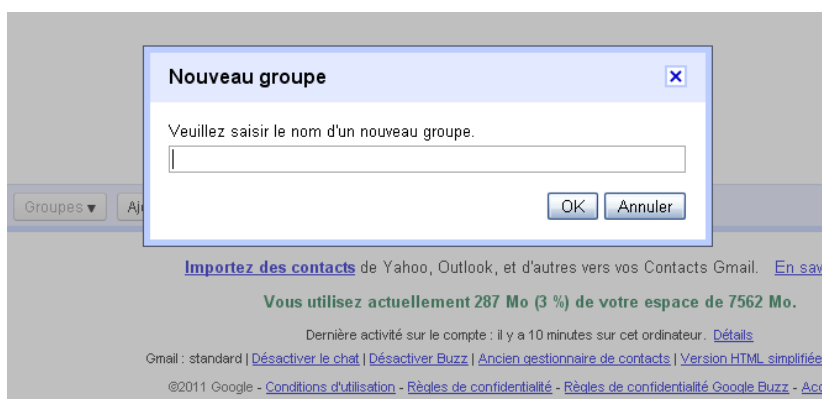 Nouveau groupe
Veuillez saisir le nom d'un nouveau groupe.
OK Annuler
Groupes
Importez des contacts de Yahoo, Outlook, et d'autres vers vos Contacts Gmail. En
Vous utilisez actuellement 287 Mo (3 %) de votre espace de 7562 Mo.
Dernière activité sur le compte : il y a 10 minutes sur cet ordinateur. Détails
Gmail : standard | Désactiver le chat | Désactiver Buzz | Ancien gestionnaire de contacts | Version HTML simplifiée
©2011 Google - Conditions d'utilisation - Règles de confidentialité - Règles de confidentialité Google Buzz -